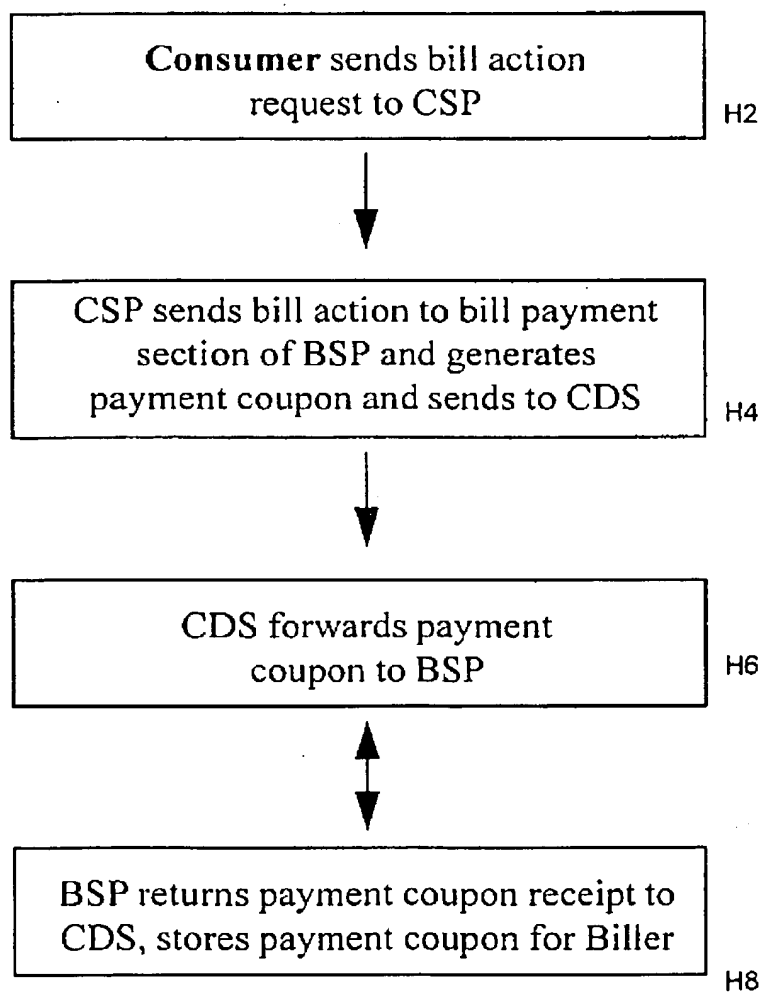 Consumer sends bill action
request to CSP
H2
CSP sends bill action to bill payment
section of BSP and generates
payment coupon and sends to CDS
H4
CDS forwards payment
coupon to BSP
H6
BSP returns payment coupon receipt to
CDS, stores payment coupon for Biller
H8